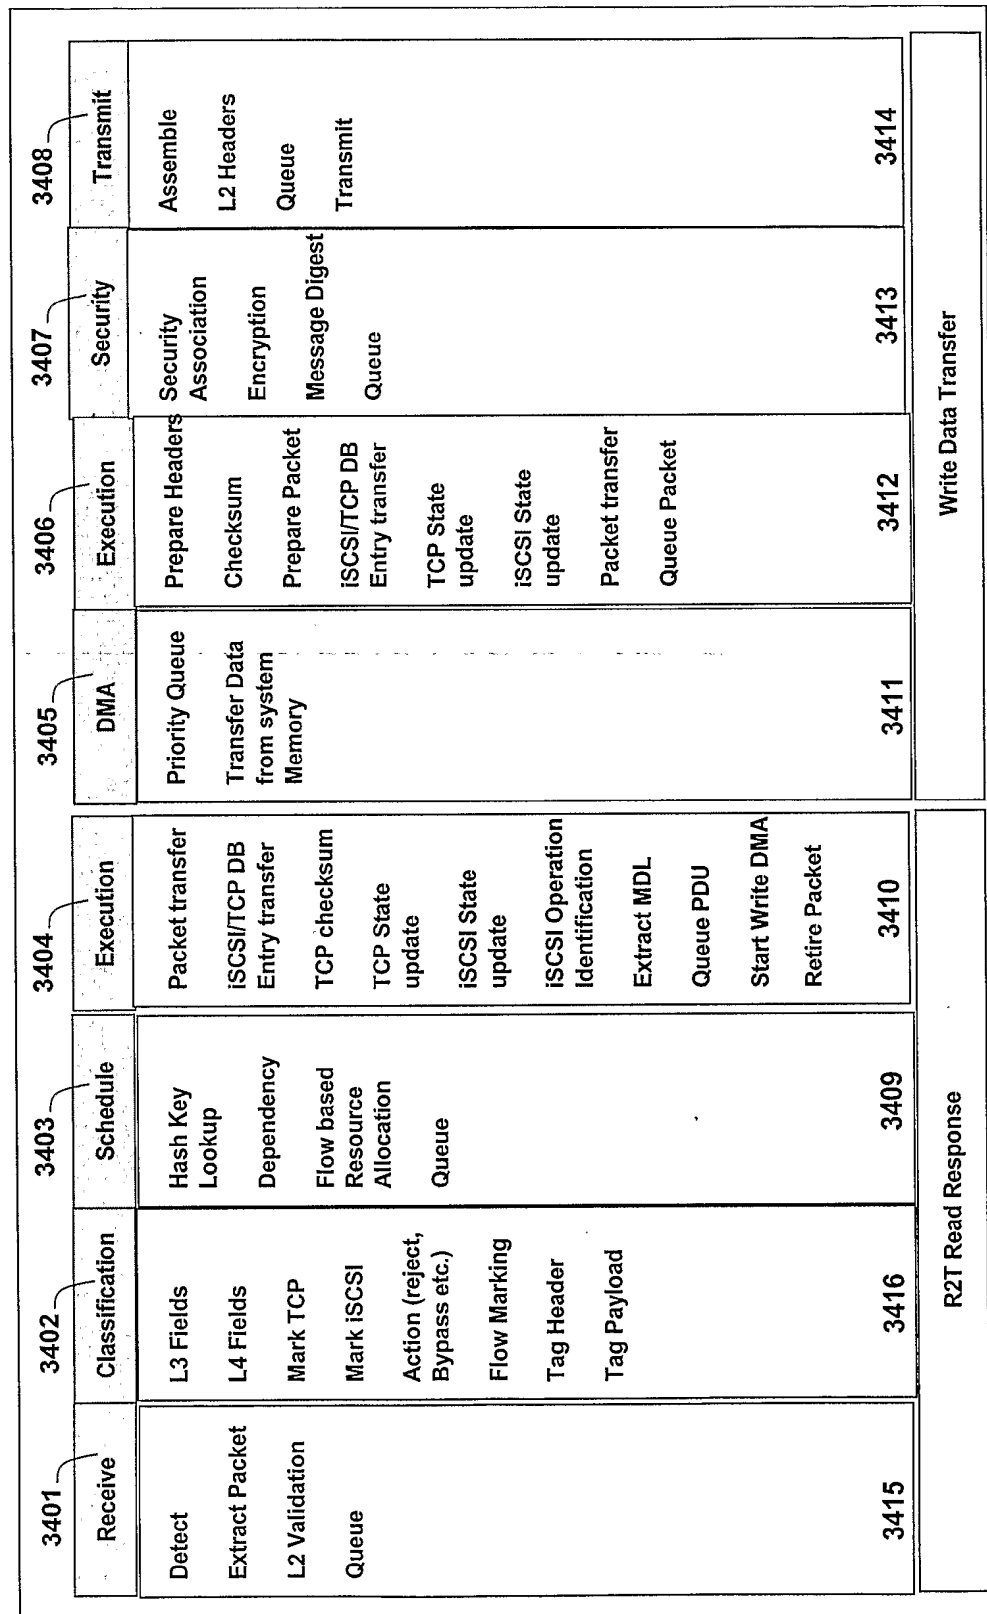 3401
Receive
Detect
Extract Packet
L2 Validation
Queue
3415
3402
Classification
L3 Fields
L4 Fields
Mark TCP
Mark iSCSI
Action (reject,
Bypass etc.)
Flow Marking
Tag Header
Tag Payload
3416
3403
Schedule
Hash Key
Lookup
Dependency
Flow based
Resource
Allocation
Queue
3409
3404
Execution
Packet transfer
iSCSI/TCP DB
Entry transfer
TCP checksum
TCP State
update
iSCSI State
update
iSCSI Operation
Identification
Extract MDL
Queue PDU
Start Write DMA
Retire Packet
3410
R2T Read Response
3405
DMA
Priority Queue
Transfer Data
from system
Memory
3411
3406
Execution
Prepare Headers
Checksum
Prepare Packet
iSCSI/TCP DB
Entry transfer
TCP State
update
iSCSI State
update
Packet transfer
Queue Packet
3412
3407
Security
Security
Association
Encryption
Message Digest
Queue
3413
3408
Transmit
Assemble
L2 Headers
Queue
Transmit
3414
Write Data Transfer